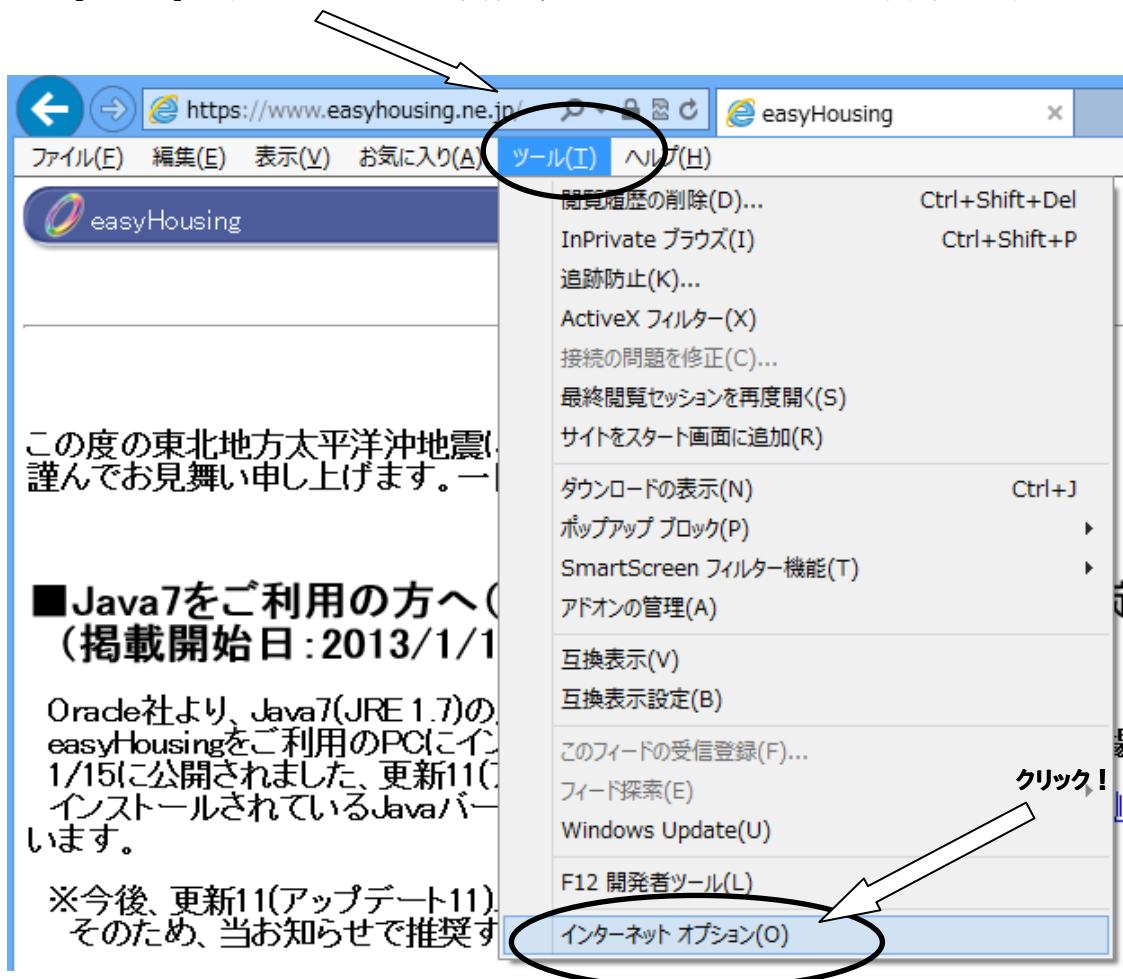 https://www.easyhousing.ne.jp/
easyHousing
ファイル(F) 編集(E) 表示(V) お気に入り(A) ツール(T) ヘルプ(H)
easyHousing
閲覧履歴の削除(D)... Ctrl+Shift+Del
InPrivate ブラウズ(I) Ctrl+Shift+P
追跡防止(K)...
ActiveX フィルター(X)
接続の問題を修正(C)...
最終閲覧セッションを再度開く(S)
サイトをスタート画面に追加(R)
ダウンロードの表示(N) Ctrl+J
ポップアップ ブロック(P)
SmartScreen フィルター機能(T)
アドオンの管理(A)
互換表示(V)
互換表示設定(B)
このフィードの受信登録(F)...
フィード探索(E)
Windows Update(U)
F12 開発者ツール(L)
インターネット オプション(O)
クリック!
この度の東北地方太平洋沖地震に
謹んでお見舞い申し上げます。一
■Java7をご利用の方へ(
(掲載開始日:2013/1/1
Oracle社より、Java7(JRE 1.7)の
easyHousingをご利用のPCにイン
1/15に公開されました、更新11(
インストールされているJavaバー
います。
※今後、更新11(アップデート11)
そのため、当お知らせで推奨す